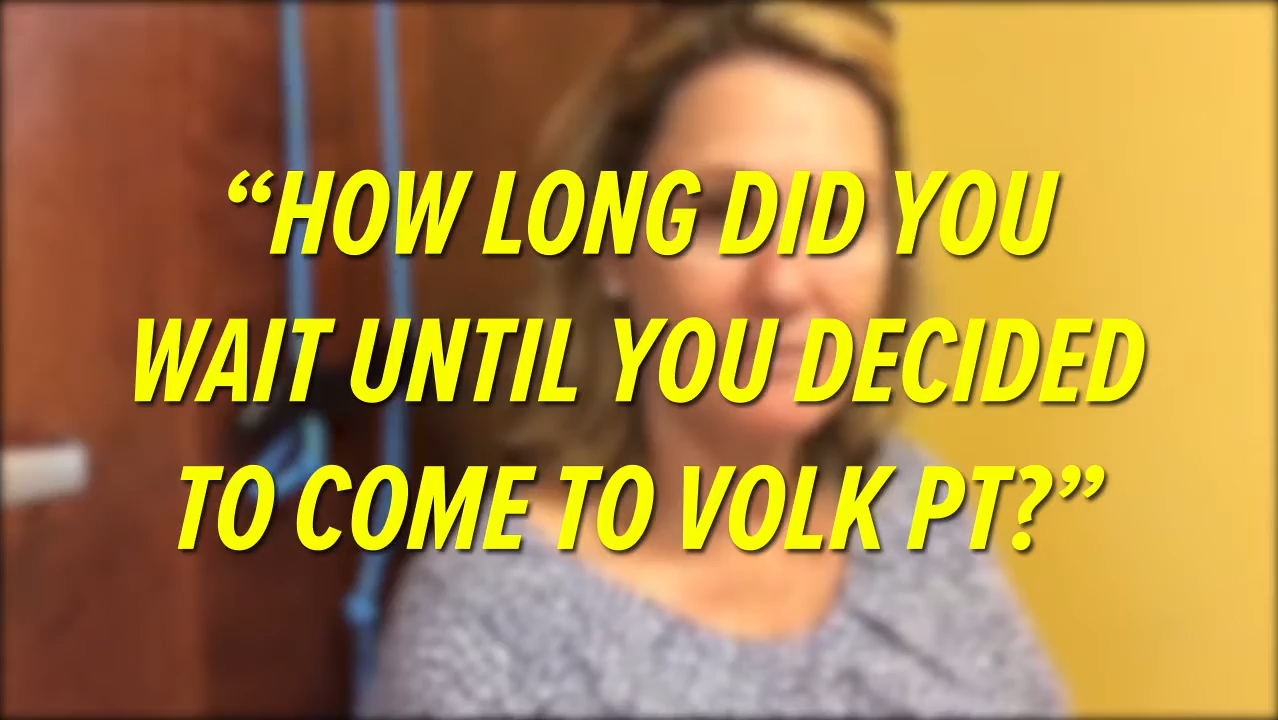 “HOW LONG DID YOU
WAIT UNTIL YOU DECIDED
TO COME TO VOLK PT?”